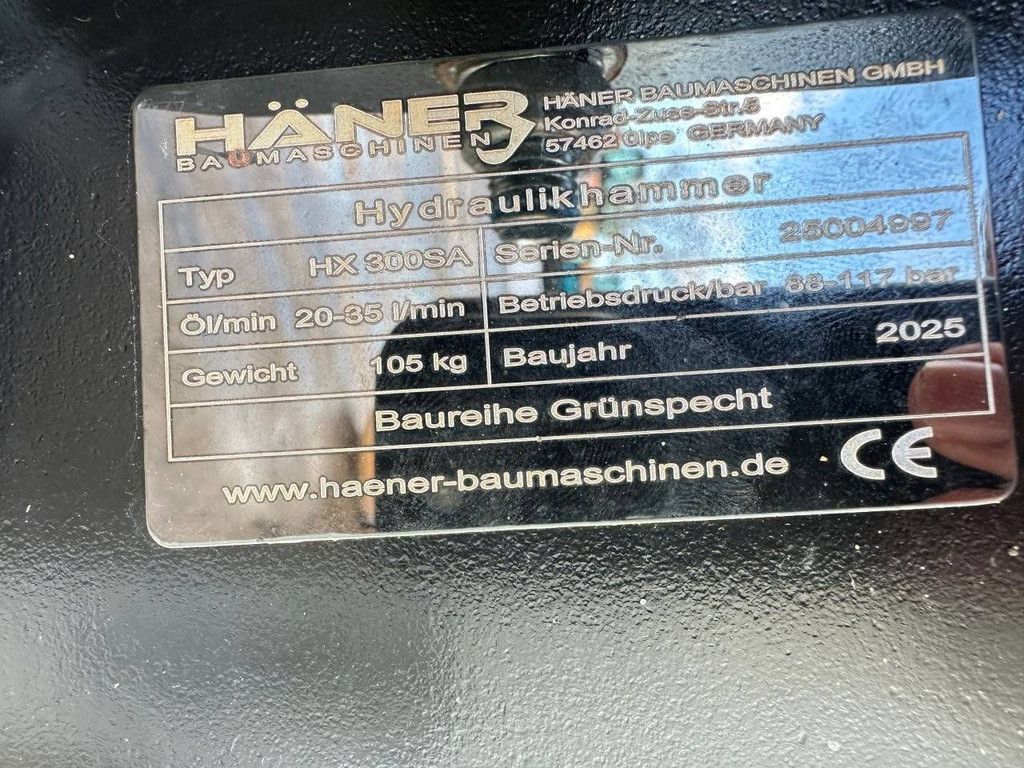 HÄNER
BAUMASCHINEN
HÄNER BAUMASCHINEN GMBH
Konrad-Zuse-Str.5
57462 Olpe GERMANY
Hydraulikhammer
Typ HX 300SA Serien-Nr. 25004997
Öl/min 20-35 l/min Betriebsdruck/bar 88-117 bar
Gewicht 105 kg Baujahr 2025
Baureihe Grünspecht
www.haener-baumaschinen.de CE